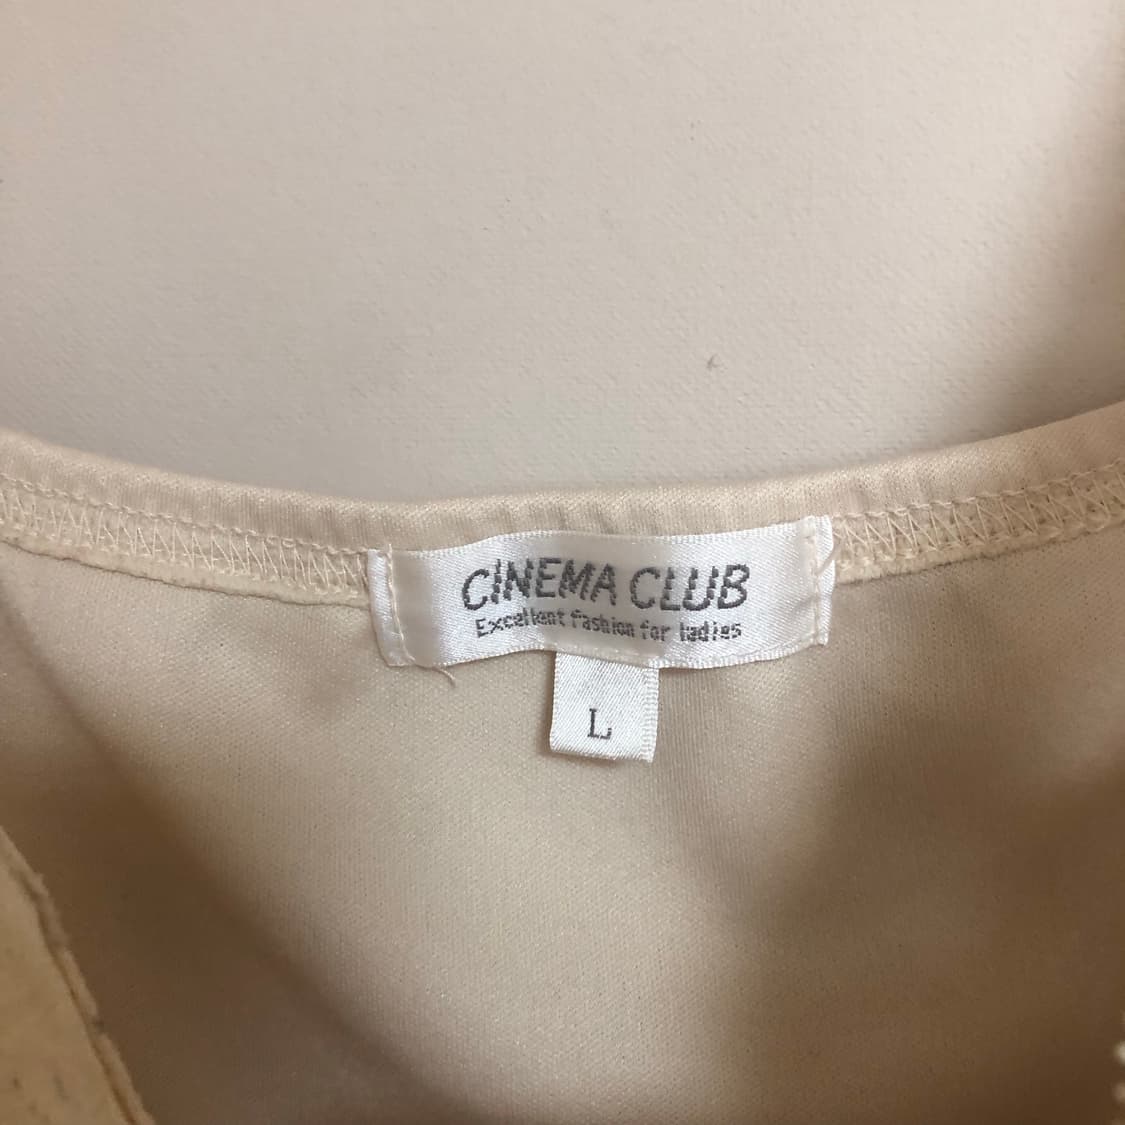 CINEMA CLUB
Excellent fashion for ladies
L